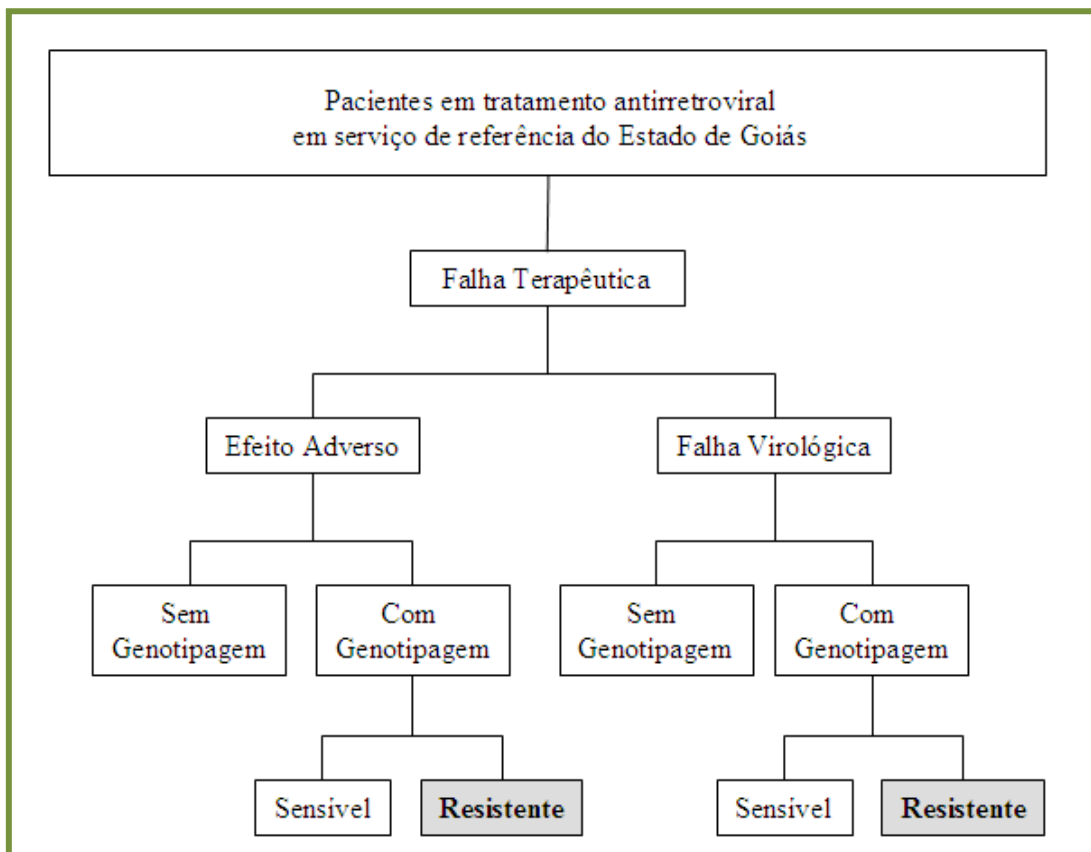 Pacientes em tratamento antirretroviral
em serviço de referência do Estado de Goiás
Falha Terapêutica
Efeito Adverso
Falha Virológica
Sem
Genotipagem
Com
Genotipagem
Sem
Genotipagem
Com
Genotipagem
Sensível
Resistente
Sensível
Resistente